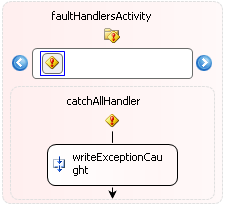 faultHandlersActivity
catchAllHandler
writeExceptionCau
ght